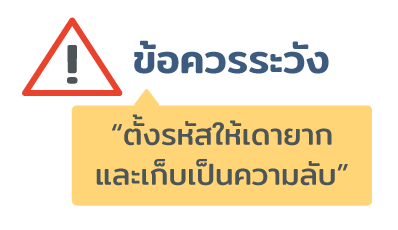 ข้อควรระวัง
“ตั้งรหัสให้เดายาก
และเก็บเป็นความลับ”